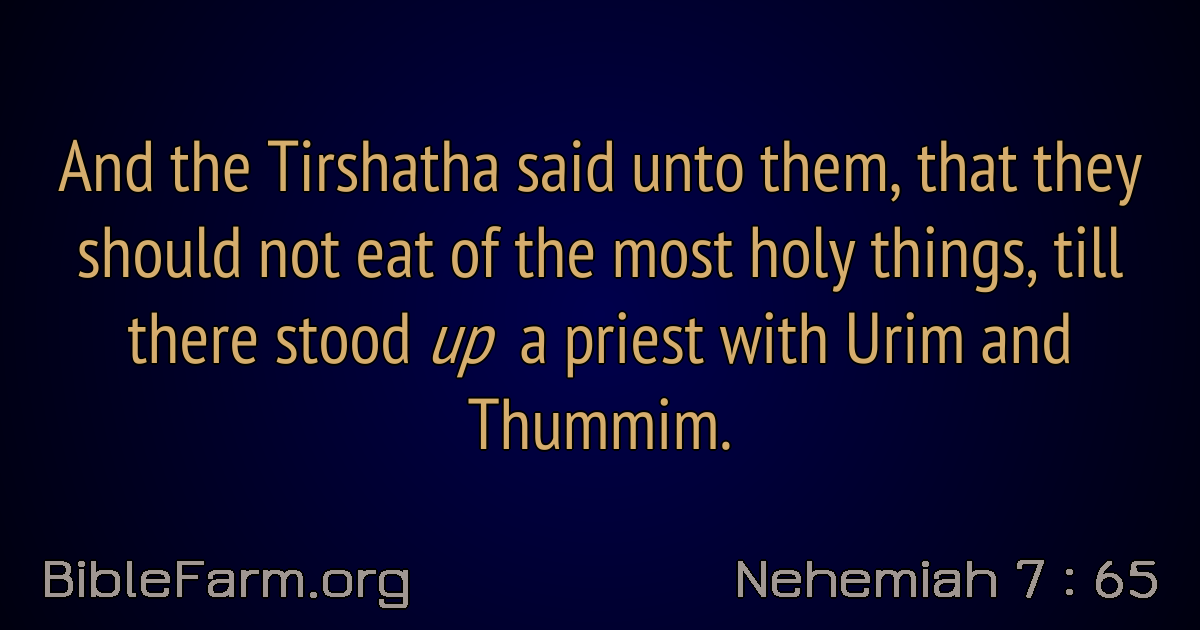 And the Tirshatha said unto them, that they
should not eat of the most holy things, till
there stood up a priest with Urim and
Thummim.
BibleFarm.org
Nehemiah 7 : 65